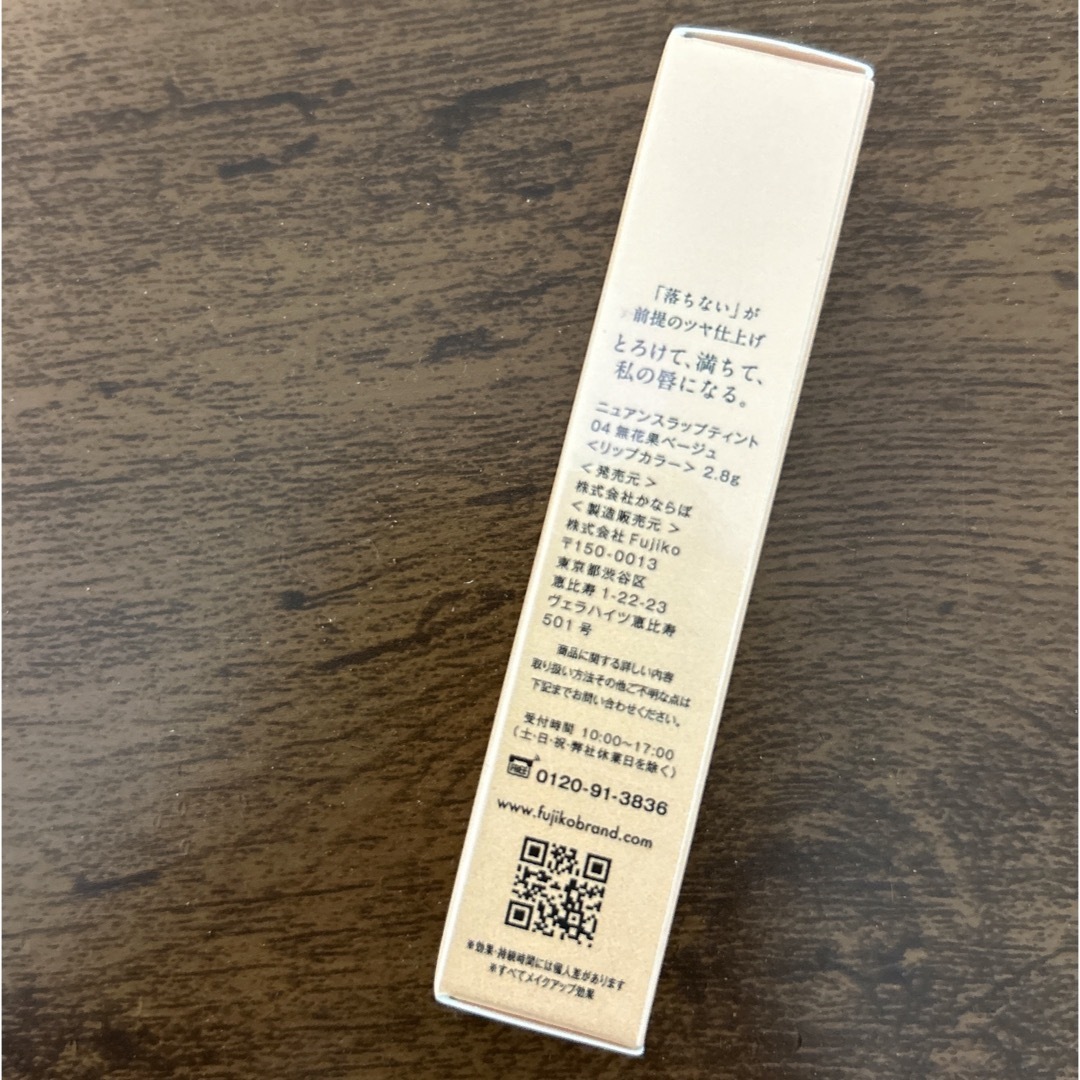 「落ちない」が
前提のツヤ仕上げ
とろけて、満ちて、
私の唇になる。
ニュアンスラップティント
04 無花果ベージュ
＜リップカラー＞ 2.8g
＜発売元＞
株式会社かならぼ
＜製造販売元＞
株式会社Fujiko
〒150-0013
東京都渋谷区
恵比寿 1-22-23
ヴェラハイツ恵比寿
501号
商品に関する詳しい内容
取り扱い方法その他ご不明な点は
下記までお問い合わせください。
受付時間 10:00〜17:00
(土・日・祝・弊社休業日を除く)
0120-91-3836
www.fujikobrand.com
※効果・持続時間には個人差があります
※すべてメイクアップ効果